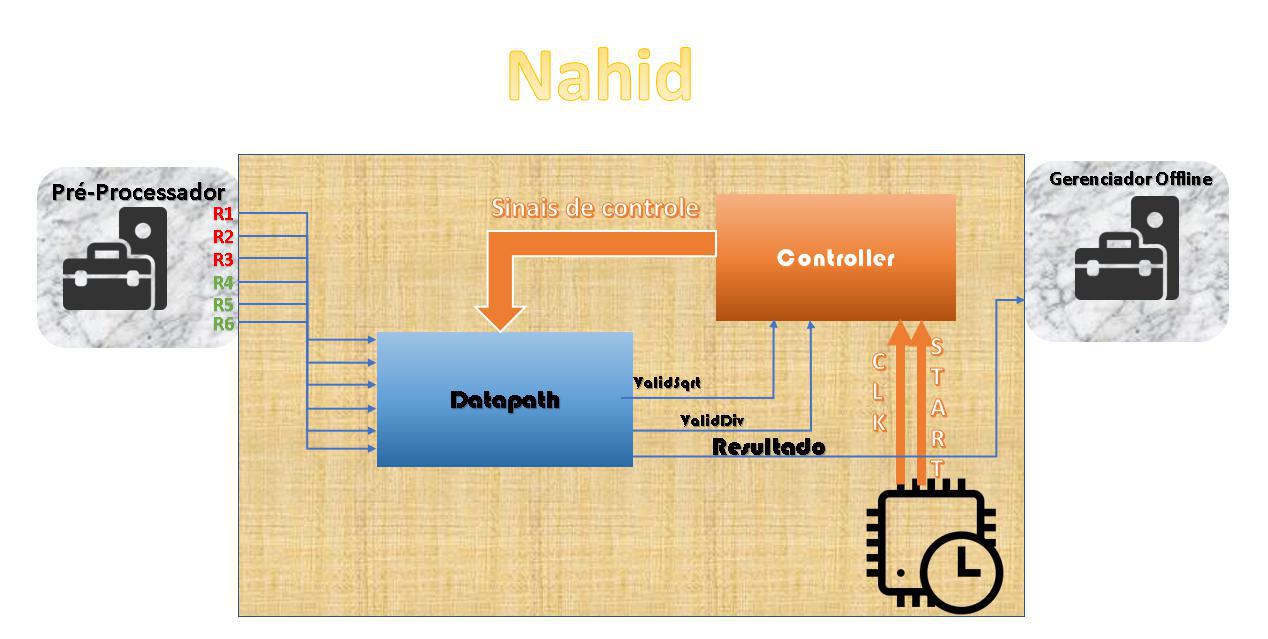 Nahid
Pré-Processador
R1
R2
R3
R4
R5
R6
Sinais de controle
Controller
Gerenciador Offline
Datapath
ValidSqrt
ValidDiv
Resultado
CLK
START